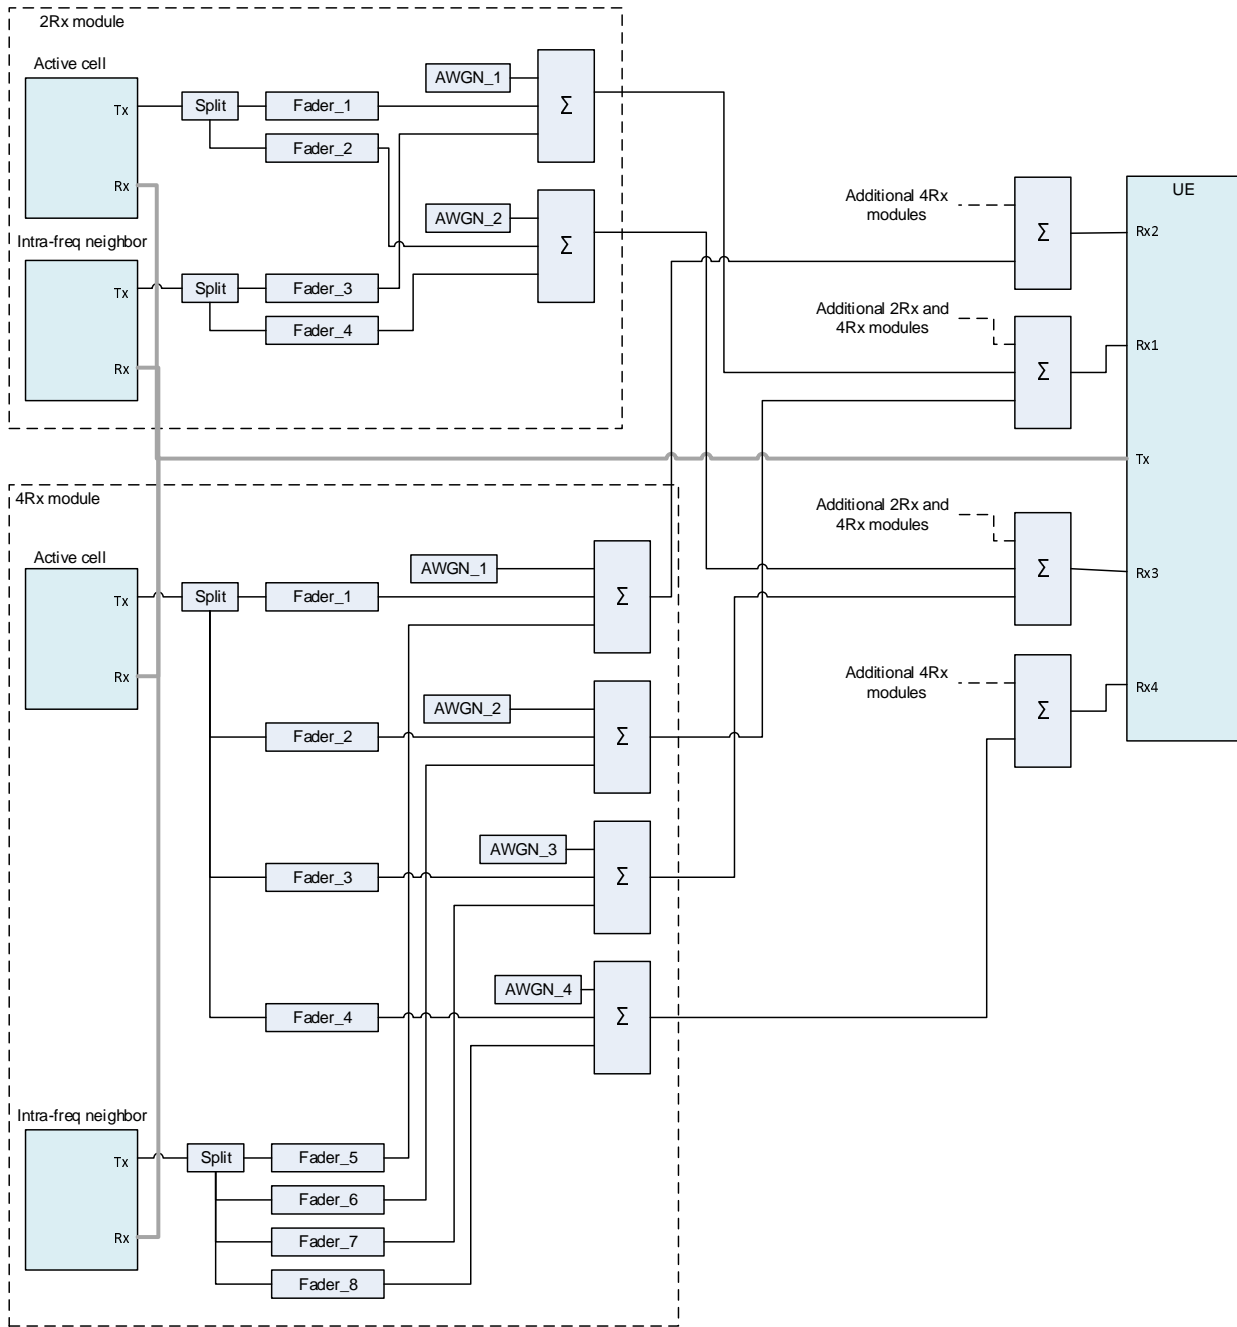 2Rx module
Active cell
Tx
Split
Fader_1
AWGN_1
Σ
Fader_2
Rx
Intra-freq neighbor
AWGN_2
Σ
Tx
Split
Fader_3
Fader_4
Rx
Additional 4Rx
modules
Σ
UE
Rx2
Additional 2Rx and
4Rx modules
Σ
Rx1
Tx
4Rx module
Active cell
Tx
Split
Fader_1
AWGN_1
Σ
Rx
Fader_2
AWGN_2
Σ
Fader_3
AWGN_3
Σ
Fader_4
AWGN_4
Σ
Additional 2Rx and
4Rx modules
Σ
Rx3
Additional 4Rx
modules
Σ
Rx4
Intra-freq neighbor
Tx
Split
Fader_5
Fader_6
Rx
Fader_7
Fader_8